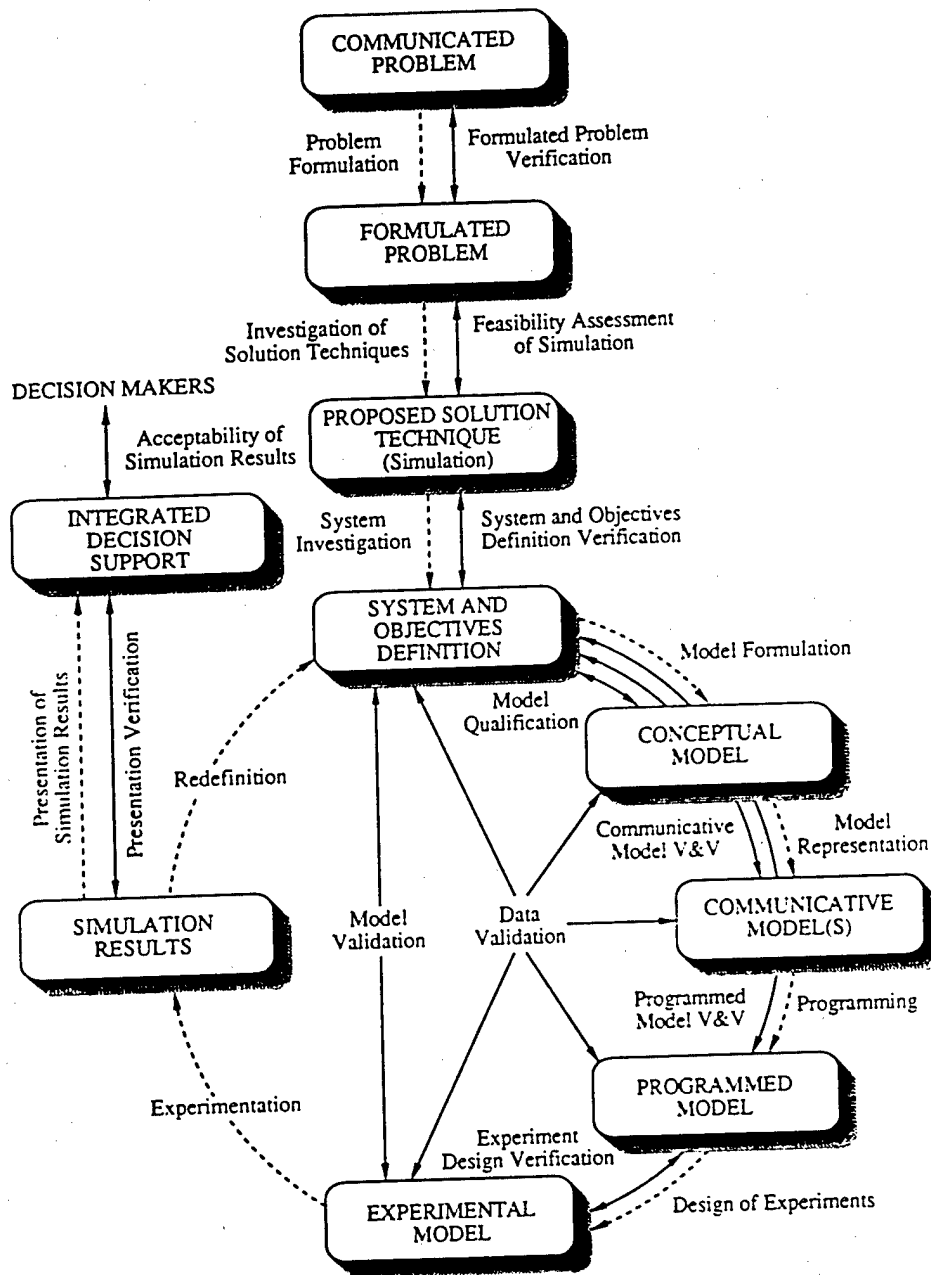 COMMUNICATED
PROBLEM
Problem
Formulation
Formulated Problem
Verification
FORMULATED
PROBLEM
Investigation of
Solution Techniques
Feasibility Assessment
of Simulation
DECISION MAKERS
Acceptability of
Simulation Results
PROPOSED SOLUTION
TECHNIQUE
(Simulation)
INTEGRATED
DECISION
SUPPORT
System
Investigation
System and Objectives
Definition Verification
SYSTEM AND
OBJECTIVES
DEFINITION
Model Formulation
Model
Qualification
CONCEPTUAL
MODEL
Presentation of
Simulation Results
Presentation Verification
Redefinition
Communicative
Model V&V
Model
Representation
SIMULATION
RESULTS
Model
Validation
Data
Validation
COMMUNICATIVE
MODEL(S)
Programmed
Model V&V
Programming
PROGRAMMED
MODEL
Experimentation
Experiment
Design Verification
EXPERIMENTAL
MODEL
Design of Experiments